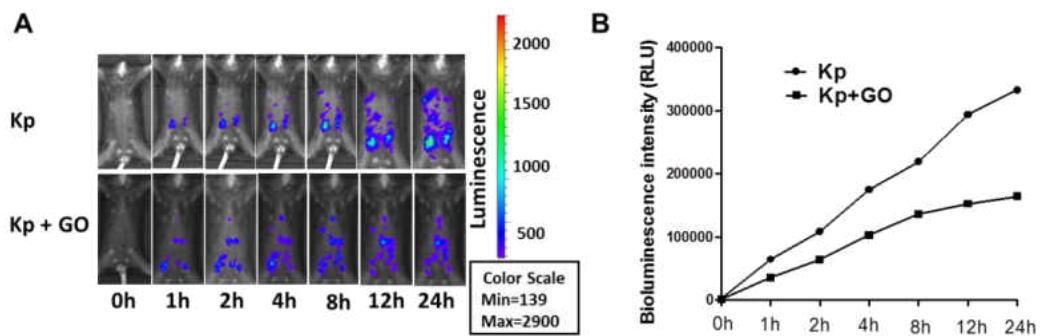 A
Kp
Kp + GO
0h 1h 2h 4h 8h 12h 24h
Luminescence
2000
1500
1000
500
Color Scale
Min=139
Max=2900
B
Bioluminescence intensity (RLU)
400000
300000
200000
100000
0
Kp
Kp+GO
0h 1h 2h 4h 8h 12h 24h